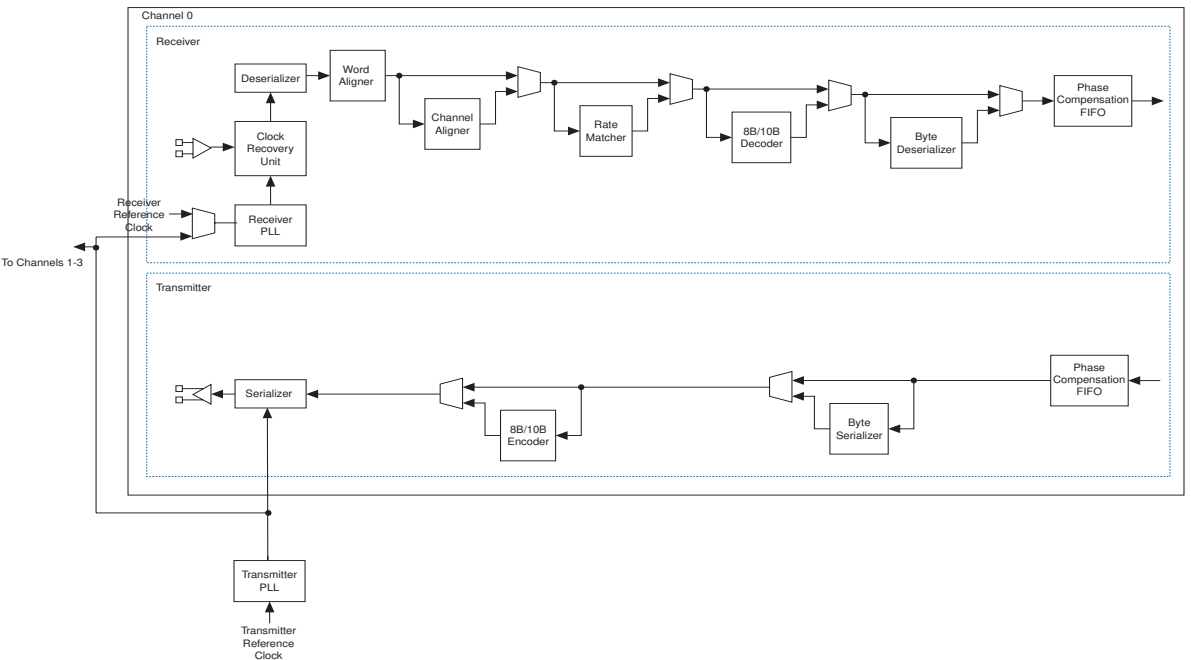 Channel 0
Receiver
Deserializer
Word
Aligner
Channel
Aligner
Rate
Matcher
8B/10B
Decoder
Byte
Deserializer
Phase
Compensation
FIFO
Clock
Recovery
Unit
Receiver
Reference
Clock
Receiver
PLL
To Channels 1-3
Transmitter
Serializer
8B/10B
Encoder
Byte
Serializer
Phase
Compensation
FIFO
Transmitter
PLL
Transmitter
Reference
Clock